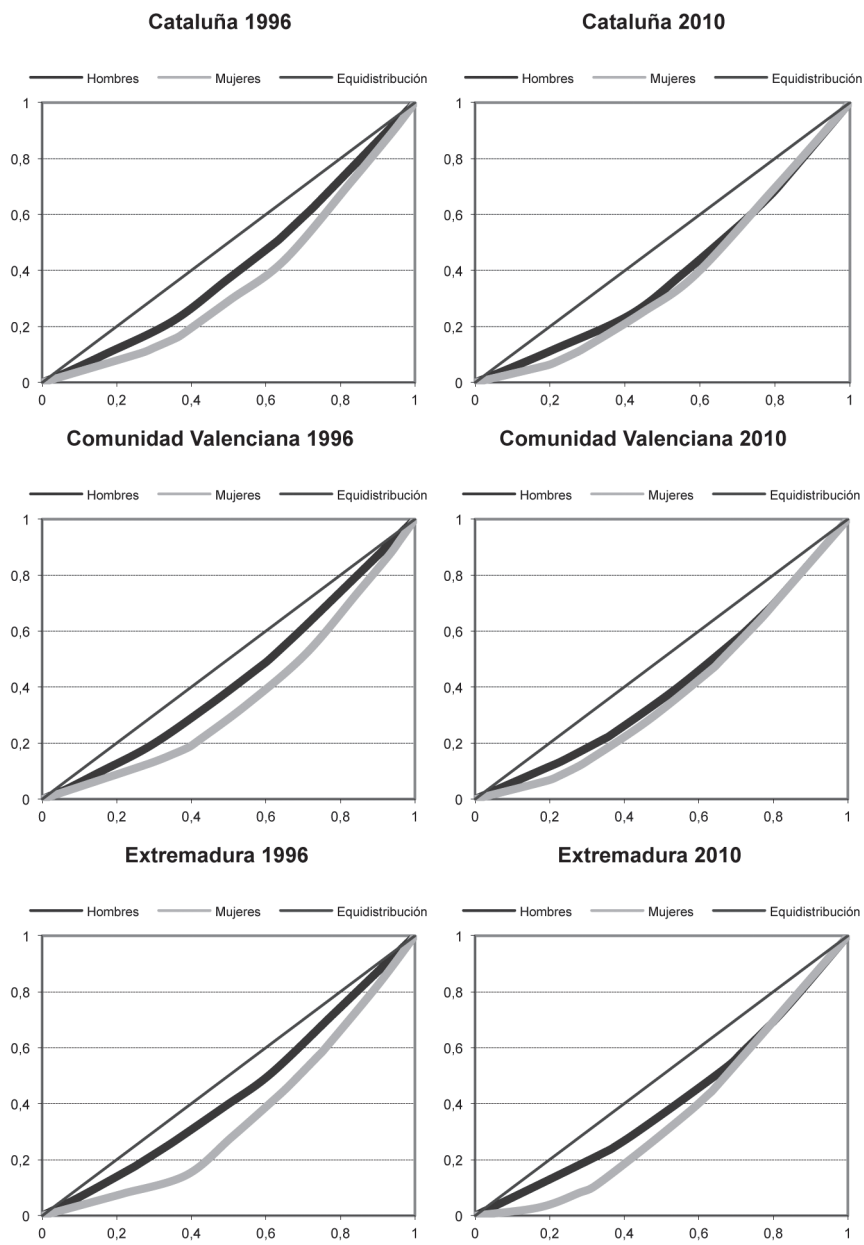 Cataluña 1996
Hombres Mujeres Equidistribución
1
0,8
0,6
0,4
0,2
0
0 0,2 0,4 0,6 0,8 1
Cataluña 2010
Hombres Mujeres Equidistribución
1
0,8
0,6
0,4
0,2
0
0 0,2 0,4 0,6 0,8 1
Comunidad Valenciana 1996
Hombres Mujeres Equidistribución
1
0,8
0,6
0,4
0,2
0
0 0,2 0,4 0,6 0,8 1
Comunidad Valenciana 2010
Hombres Mujeres Equidistribución
1
0,8
0,6
0,4
0,2
0
0 0,2 0,4 0,6 0,8 1
Extremadura 1996
Hombres Mujeres Equidistribución
1
0,8
0,6
0,4
0,2
0
0 0,2 0,4 0,6 0,8 1
Extremadura 2010
Hombres Mujeres Equidistribución
1
0,8
0,6
0,4
0,2
0
0 0,2 0,4 0,6 0,8 1